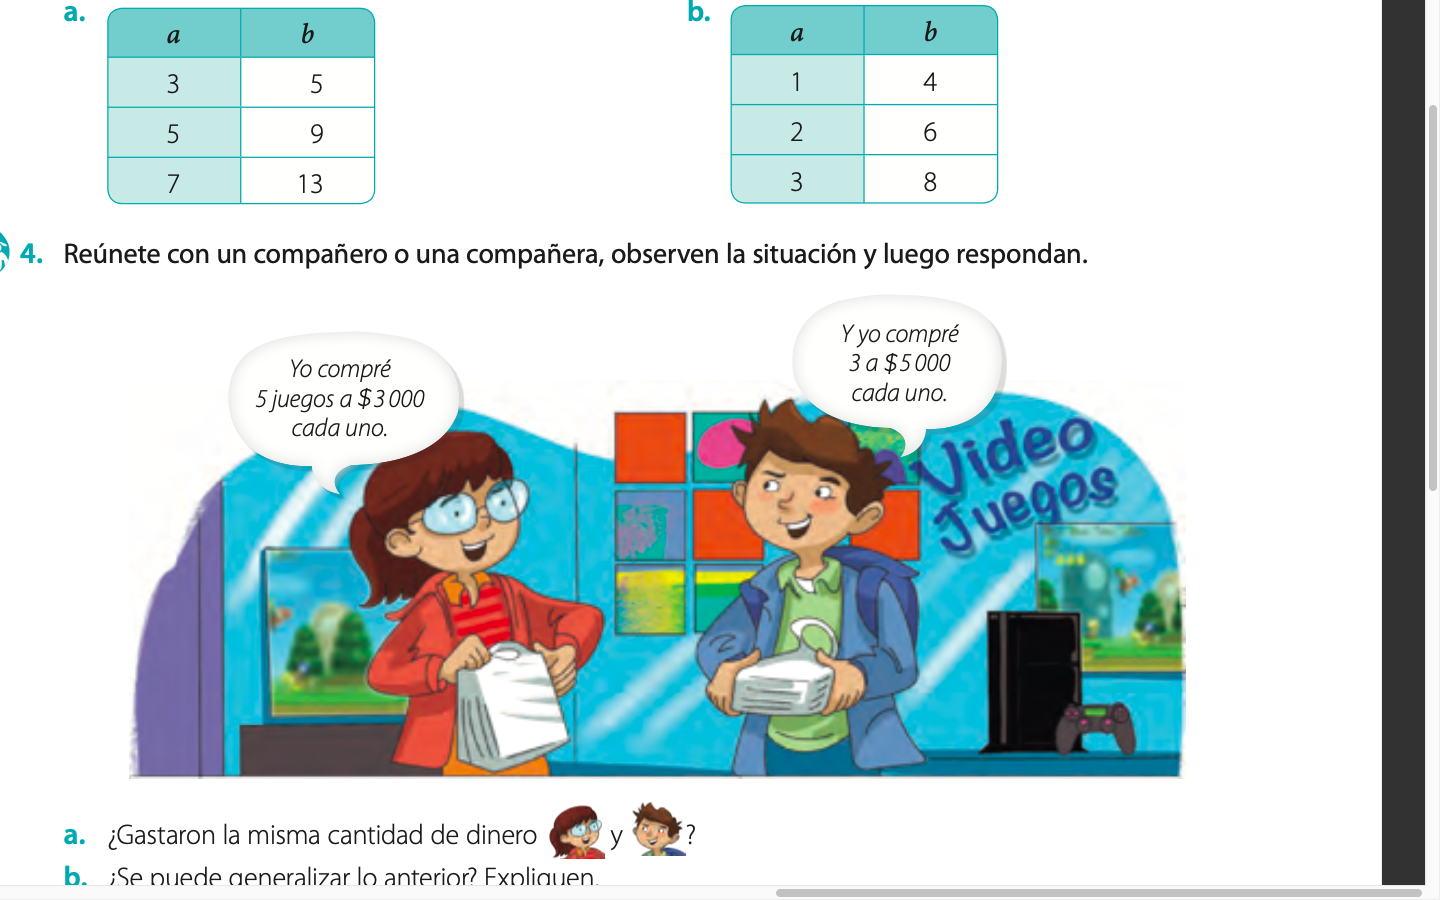 a.
a b
3 5
5 9
7 13
b.
a b
1 4
2 6
3 8
4. Reúnete con un compañero o una compañera, observen la situación y luego respondan.
Yo compré
5 juegos a $3 000
cada uno.
Y yo compré
3 a $5 000
cada uno.
Video
Juegos
a. ¿Gastaron la misma cantidad de dinero y ?
b. ¿Se puede generalizar lo anterior? Expliquen.